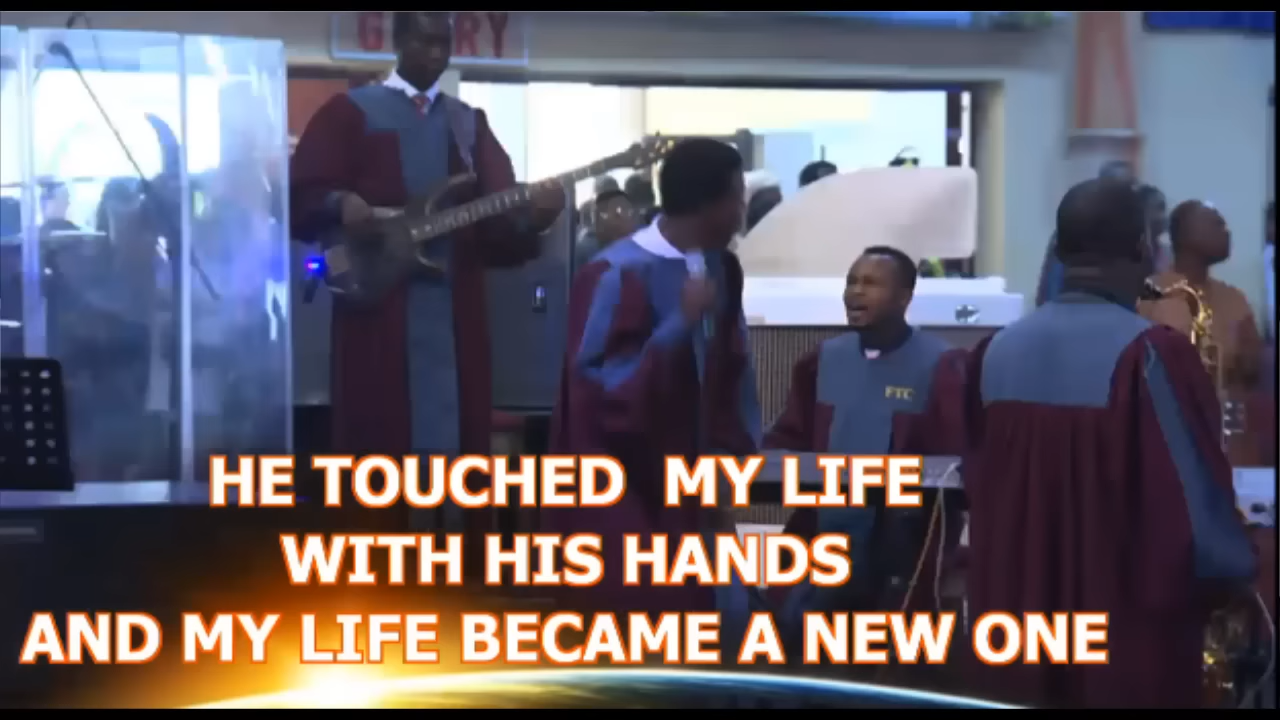 HE TOUCHED MY LIFE
WITH HIS HANDS
AND MY LIFE BECAME A NEW ONE